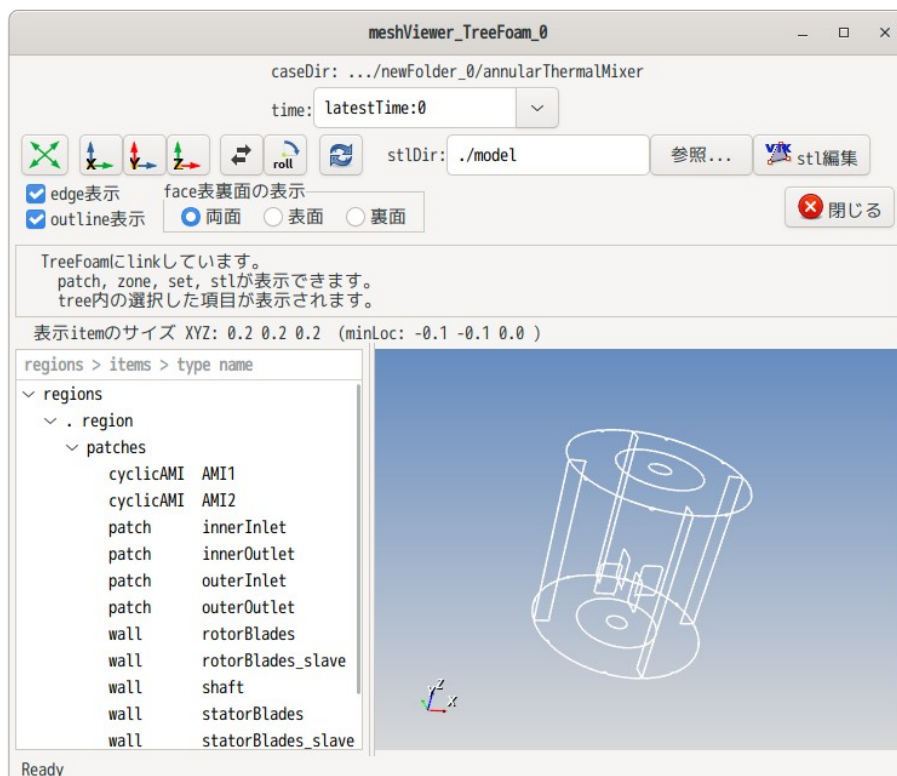 meshViewer_TreeFoam_0
caseDir: .../newFolder_0/annularThermalMixer
time: latestTime:0
X Y Z roll stlDir: ./model 参照... VTK stl編集
edge表示 face表裏面の表示
outline表示 両面 表面 裏面 閉じる
TreeFoamにlinkしています。
patch, zone, set, stlが表示できます。
tree内の選択した項目が表示されます。
表示itemのサイズ XYZ: 0.2 0.2 0.2 (minLoc: -0.1 -0.1 0.0 )
regions > items > type name
regions
. region
patches
cyclicAMI AMI1
cyclicAMI AMI2
patch innerInlet
patch innerOutlet
patch outerInlet
patch outerOutlet
wall rotorBlades
wall rotorBlades_slave
wall shaft
wall statorBlades
wall statorBlades_slave
Y Z X
Ready